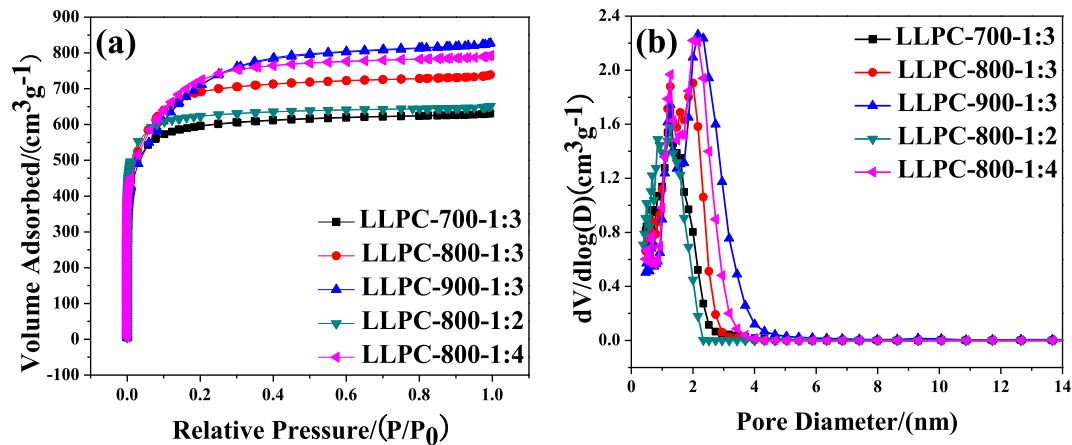 (a)
Volume Adsorbed/(cm³g⁻¹)
900
800
700
600
500
400
300
200
100
0
-100
LLPC-700-1:3
LLPC-800-1:3
LLPC-900-1:3
LLPC-800-1:2
LLPC-800-1:4
0.0 0.2 0.4 0.6 0.8 1.0
Relative Pressure/(P/P₀)
(b)
dV/dlog(D)(cm³g⁻¹)
2.4
2.0
1.6
1.2
0.8
0.4
0.0
LLPC-700-1:3
LLPC-800-1:3
LLPC-900-1:3
LLPC-800-1:2
LLPC-800-1:4
0 2 4 6 8 10 12 14
Pore Diameter/(nm)